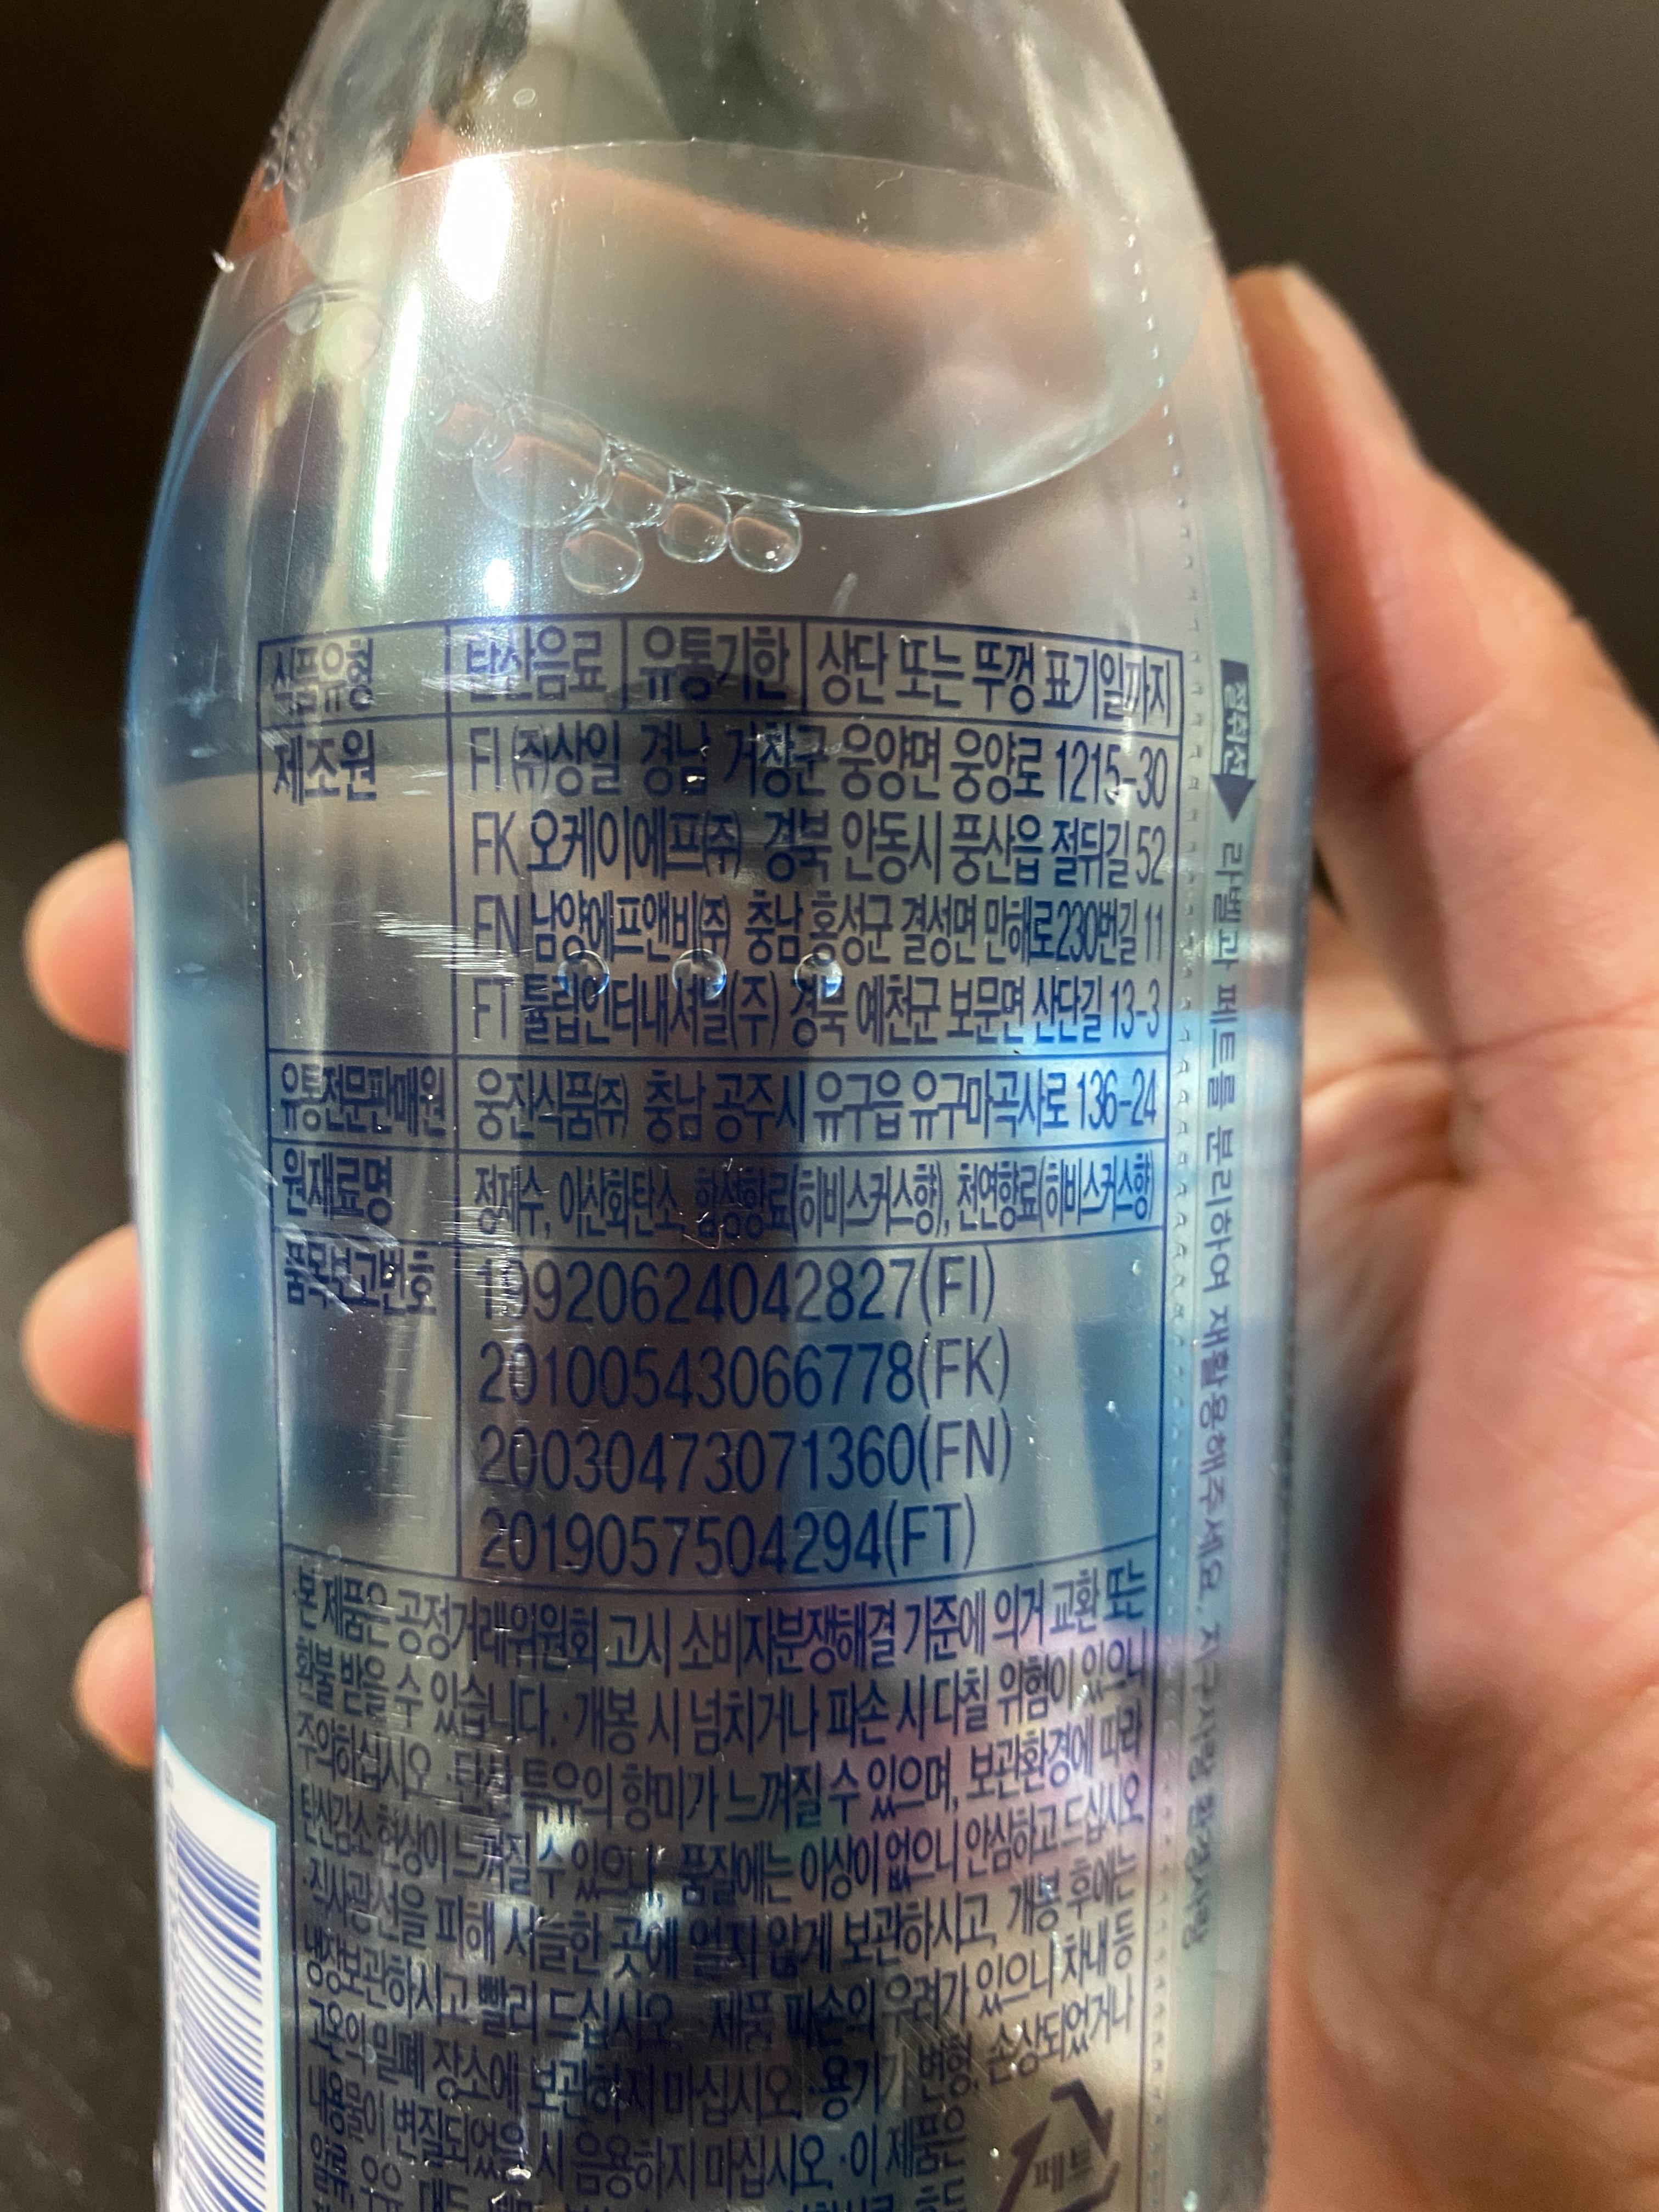 식품유형 탄산음료 유통기한 상단 또는 뚜껑 표기일까지
제조원 FI ㈜상일 경남 거창군 웅양면 웅양로 1215-30
FK 오케이에프㈜ 경북 안동시 풍산읍 절뒤길 52
FN 남양에프앤비㈜ 충남 홍성군 결성면 만해로230번길 11
FT 튤립인터내셔널(주) 경북 예천군 보문면 산단길 13-3
유통전문판매원 웅진식품㈜ 충남 공주시 유구읍 유구마곡사로 136-24
원재료명 정제수, 이산화탄소, 합성향료(히비스커스향), 천연향료(히비스커스향)
품목보고번호 19920624042827(FI)
20100543066778(FK)
20030473071360(FN)
2019057504294(FT)
·본 제품은 공정거래위원회 고시 소비자분쟁해결 기준에 의거 교환 또는
환불 받을 수 있습니다. ·개봉 시 넘치거나 파손 시 다칠 위험이 있으니
주의하십시오. ·탄산 특유의 향미가 느껴질 수 있으며, 보관환경에 따라
탄산감소 현상이 느껴질 수 있으나, 품질에는 이상이 없으니 안심하고 드십시오.
·직사광선을 피해 서늘한 곳에 얼지 않게 보관하시고, 개봉 후에는
냉장보관하시고 빨리 드십시오. ·제품 파손의 우려가 있으니 차내 등
고온의 밀폐 장소에 보관하지 마십시오. ·용기가 변형, 손상되었거나
내용물이 변질되었을 시 음용하지 마십시오. ·이 제품은
알류, 우유, 대두,
페트
절취선
라벨과 페트를 분리하여 재활용해주세요. 지구사랑 환경사랑